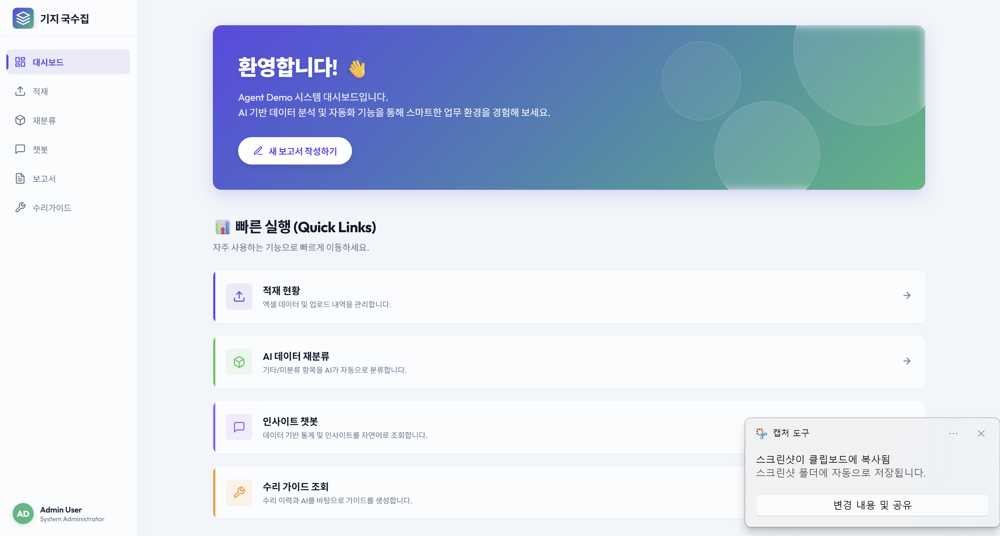 기지 국수집
대시보드
적재
재분류
챗봇
보고서
수리가이드
AD
Admin User
System Administrator
환영합니다! 👋
Agent Demo 시스템 대시보드입니다.
AI 기반 데이터 분석 및 자동화 기능을 통해 스마트한 업무 환경을 경험해 보세요.
새 보고서 작성하기
📊 빠른 실행 (Quick Links)
자주 사용하는 기능으로 빠르게 이동하세요.
적재 현황
엑셀 데이터 및 업로드 내역을 관리합니다.
AI 데이터 재분류
기타/미분류 항목을 AI가 자동으로 분류합니다.
인사이트 챗봇
데이터 기반 통계 및 인사이트를 자연어로 조회합니다.
수리 가이드 조회
수리 이력과 AI를 바탕으로 가이드를 생성합니다.
캡처 도구
스크린샷이 클립보드에 복사됨
스크린샷 폴더에 자동으로 저장됩니다.
변경 내용 및 공유